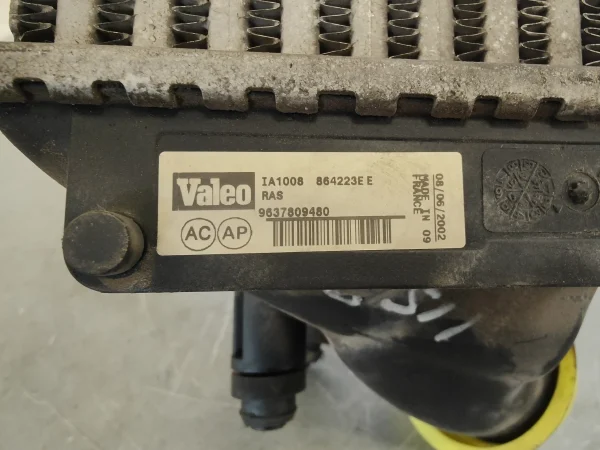 Valeo
IA1008 864223E E
RAS
9637809480
AC AP
08/06/2002
MADE IN 09
FRANCE